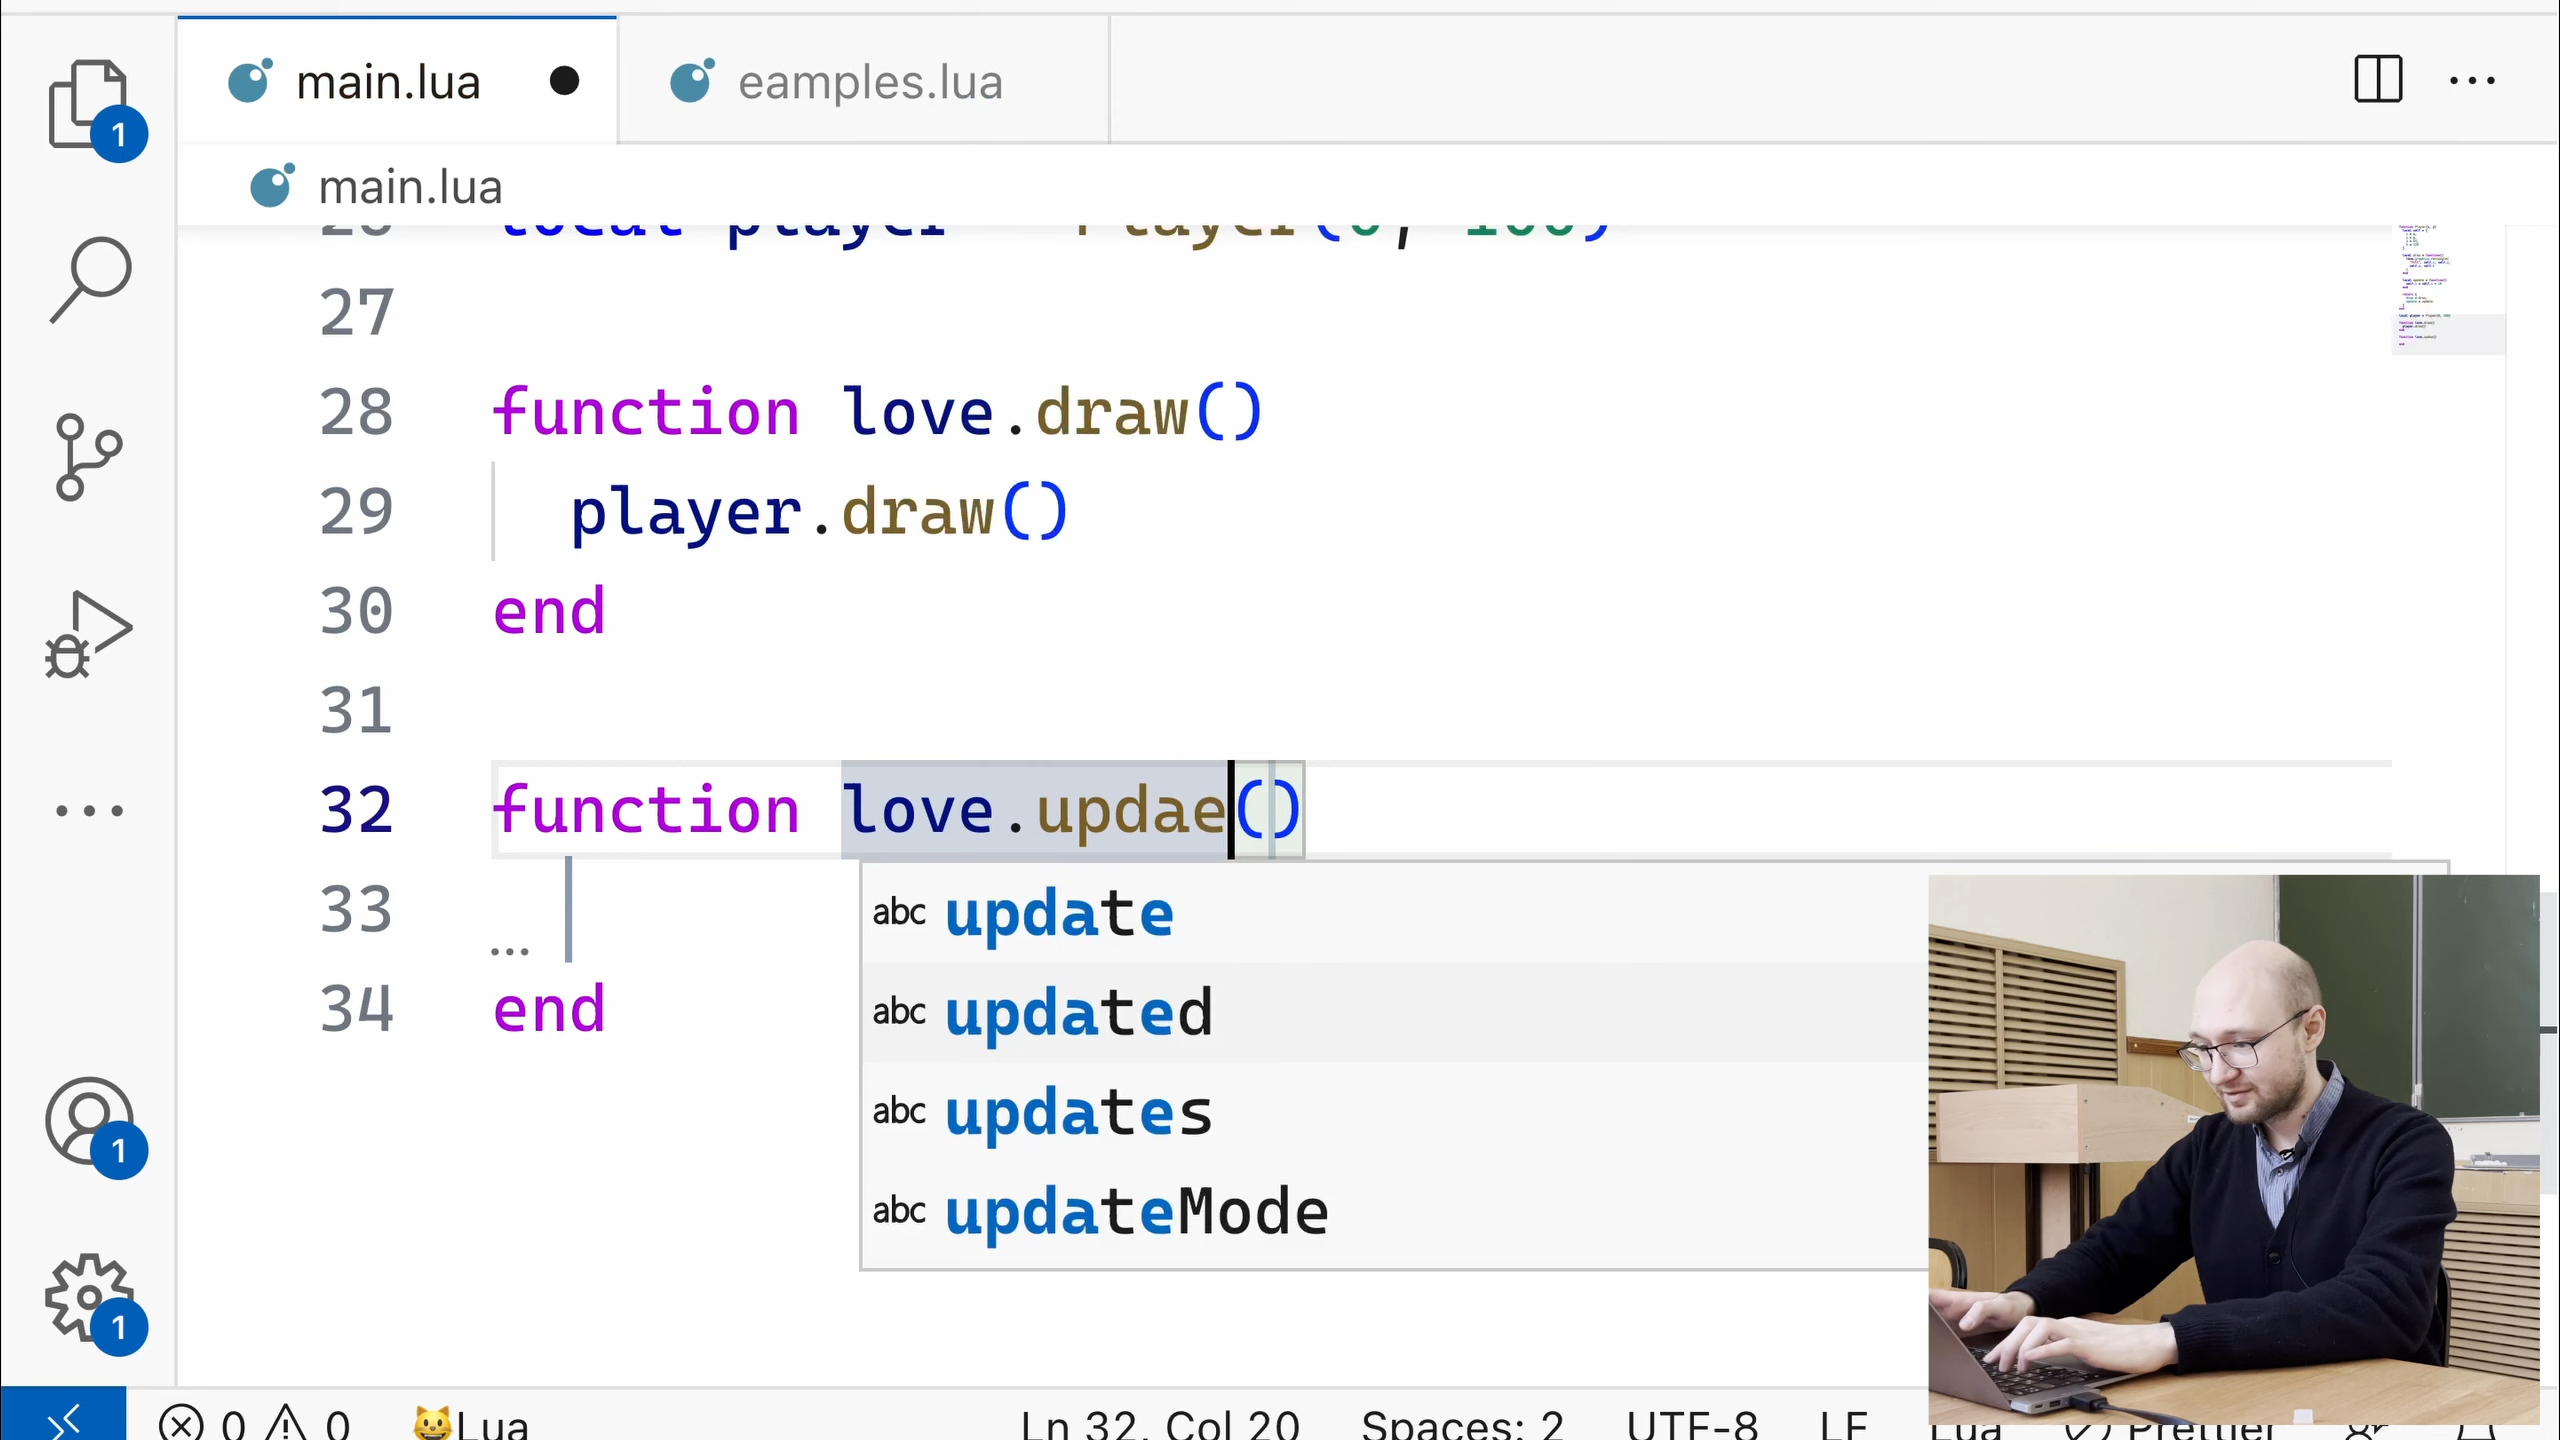 main.lua
eamples.lua
main.lua
1
27
28 function love.draw()
29 player.draw()
30 end
31
32 function love.updae()
33 ...
34 end
abc update
abc updated
abc updates
abc updateMode
1
1
0 0 Lua Ln 32, Col 20 Spaces: 2 UTF-8 LF Lua Prettier